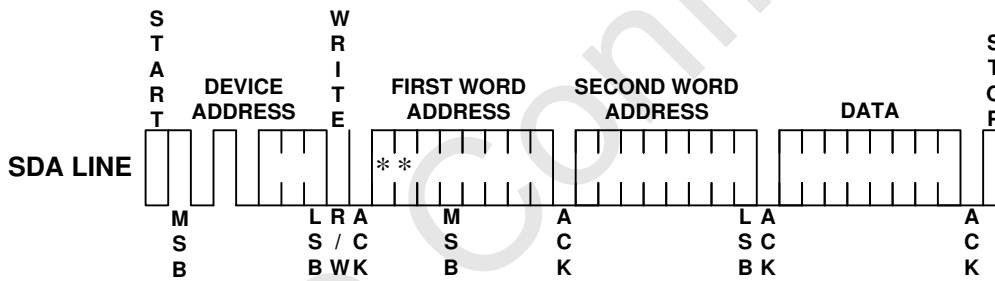 START
WRITE
DEVICE
ADDRESS
FIRST WORD
ADDRESS
SECOND WORD
ADDRESS
DATA
SDA LINE
* *
MSB
LSB
R/W
ACK
MSB
ACK
LSB
ACK
ACK